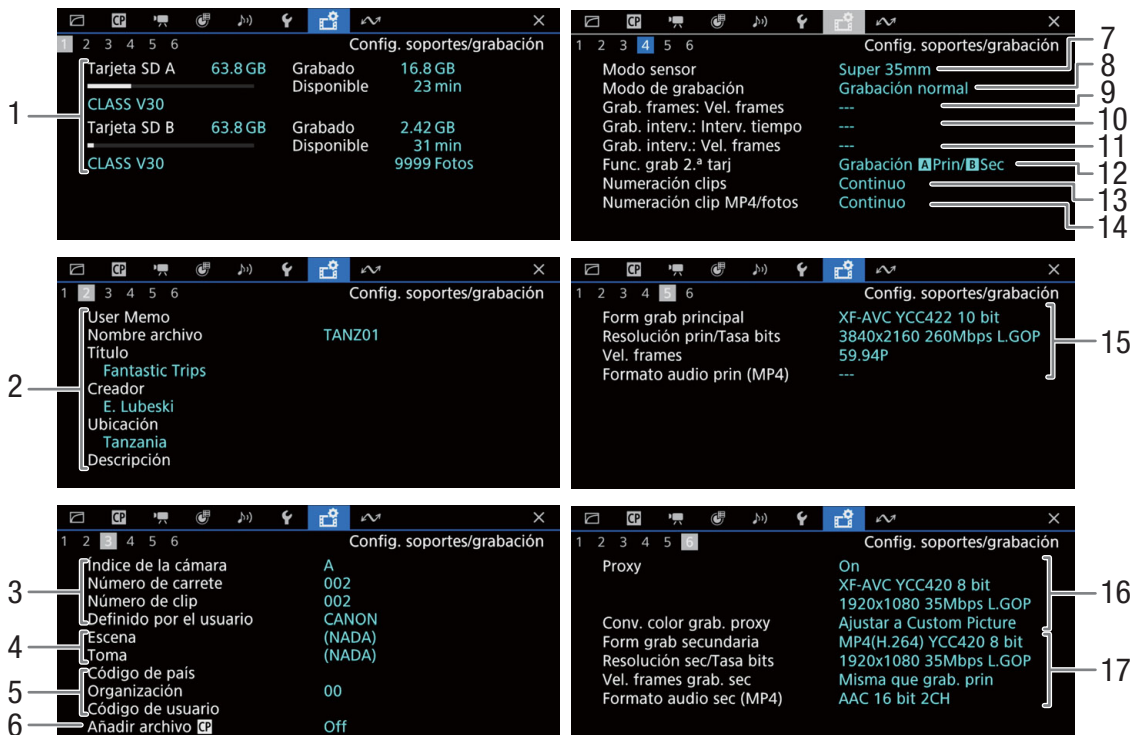 CP
1 2 3 4 5 6 Config. soportes/grabación
1
Tarjeta SD A 63.8 GB Grabado 16.8 GB
Disponible 23 min
CLASS V30
Tarjeta SD B 63.8 GB Grabado 2.42 GB
Disponible 31 min
CLASS V30 9999 Fotos
CP
1 2 3 4 5 6 Config. soportes/grabación
Modo sensor Super 35mm 7
Modo de grabación Grabación normal 8
Grab. frames: Vel. frames --- 9
Grab. interv.: Interv. tiempo --- 10
Grab. interv.: Vel. frames --- 11
Func. grab 2.ª tarj Grabación A Prin/B Sec 12
Numeración clips Continuo 13
Numeración clip MP4/fotos Continuo 14
CP
1 2 3 4 5 6 Config. soportes/grabación
2
User Memo
Nombre archivo TANZ01
Título
Fantastic Trips
Creador
E. Lubeski
Ubicación
Tanzania
Descripción
CP
1 2 3 4 5 6 Config. soportes/grabación
Form grab principal XF-AVC YCC422 10 bit
Resolución prin/Tasa bits 3840x2160 260Mbps L.GOP
Vel. frames 59.94P
Formato audio prin (MP4) ---
15
CP
1 2 3 4 5 6 Config. soportes/grabación
3
Índice de la cámara A
Número de carrete 002
Número de clip 002
Definido por el usuario CANON
4
Escena (NADA)
Toma (NADA)
5
Código de país
Organización 00
Código de usuario
6 Añadir archivo CP Off
CP
1 2 3 4 5 6 Config. soportes/grabación
Proxy On
XF-AVC YCC420 8 bit
1920x1080 35Mbps L.GOP
Conv. color grab. proxy Ajustar a Custom Picture
16
Form grab secundaria MP4(H.264) YCC420 8 bit
Resolución sec/Tasa bits 1920x1080 35Mbps L.GOP
Vel. frames grab. sec Misma que grab. prin
Formato audio sec (MP4) AAC 16 bit 2CH
17